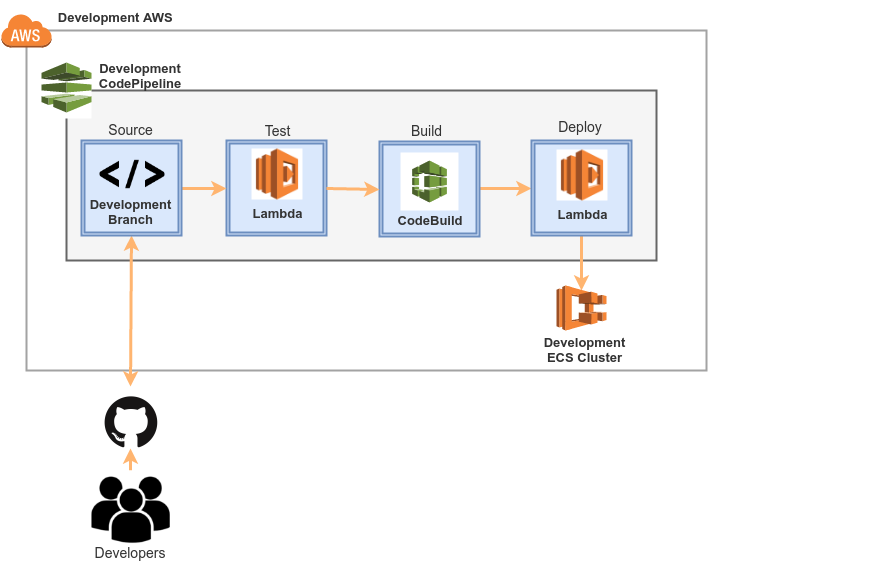 Development AWS
AWS
Development
CodePipeline
Source
Test
Build
Deploy
</>
Development
Branch
Lambda
CodeBuild
Lambda
Development
ECS Cluster
Developers